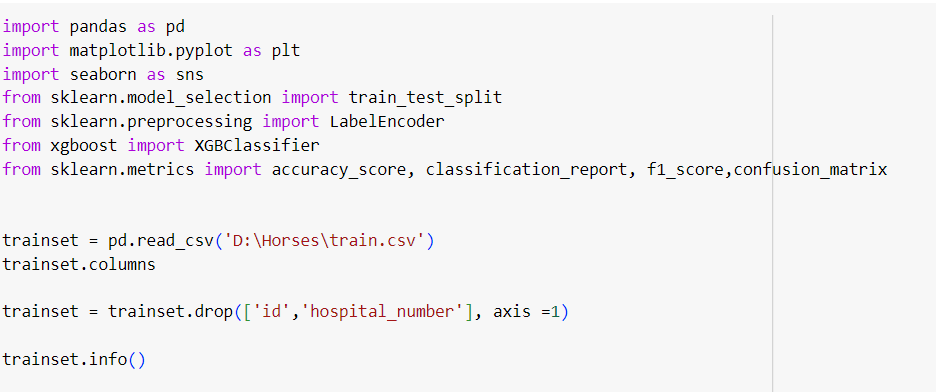 import pandas as pd
import matplotlib.pyplot as plt
import seaborn as sns
from sklearn.model_selection import train_test_split
from sklearn.preprocessing import LabelEncoder
from xgboost import XGBClassifier
from sklearn.metrics import accuracy_score, classification_report, f1_score,confusion_matrix
trainset = pd.read_csv('D:\Horses\train.csv')
trainset.columns
trainset = trainset.drop(['id','hospital_number'], axis =1)
trainset.info()